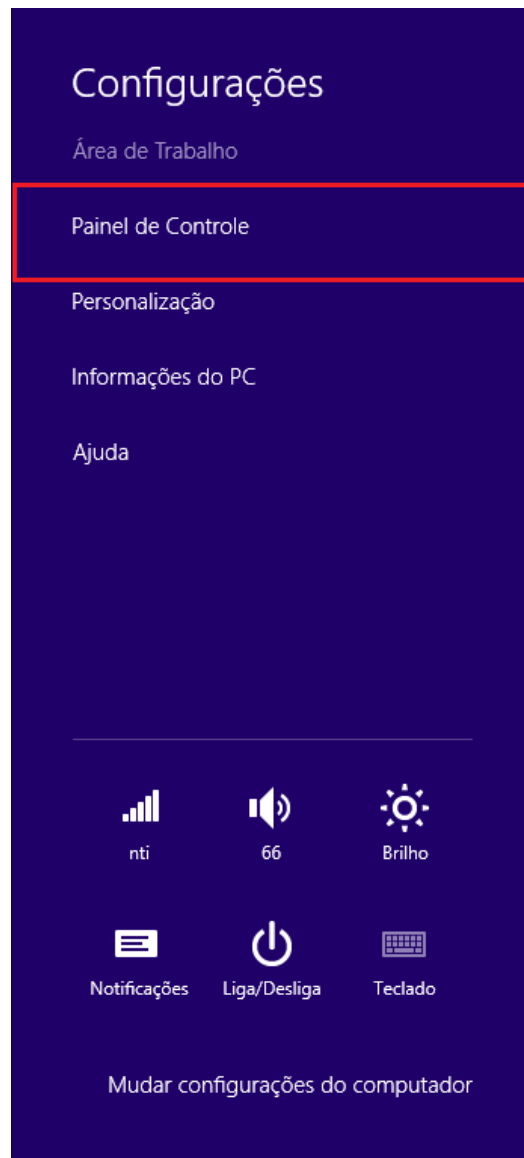 Configurações
Área de Trabalho
Painel de Controle
Personalização
Informações do PC
Ajuda
nti 66 Brilho
Notificações Liga/Desliga Teclado
Mudar configurações do computador